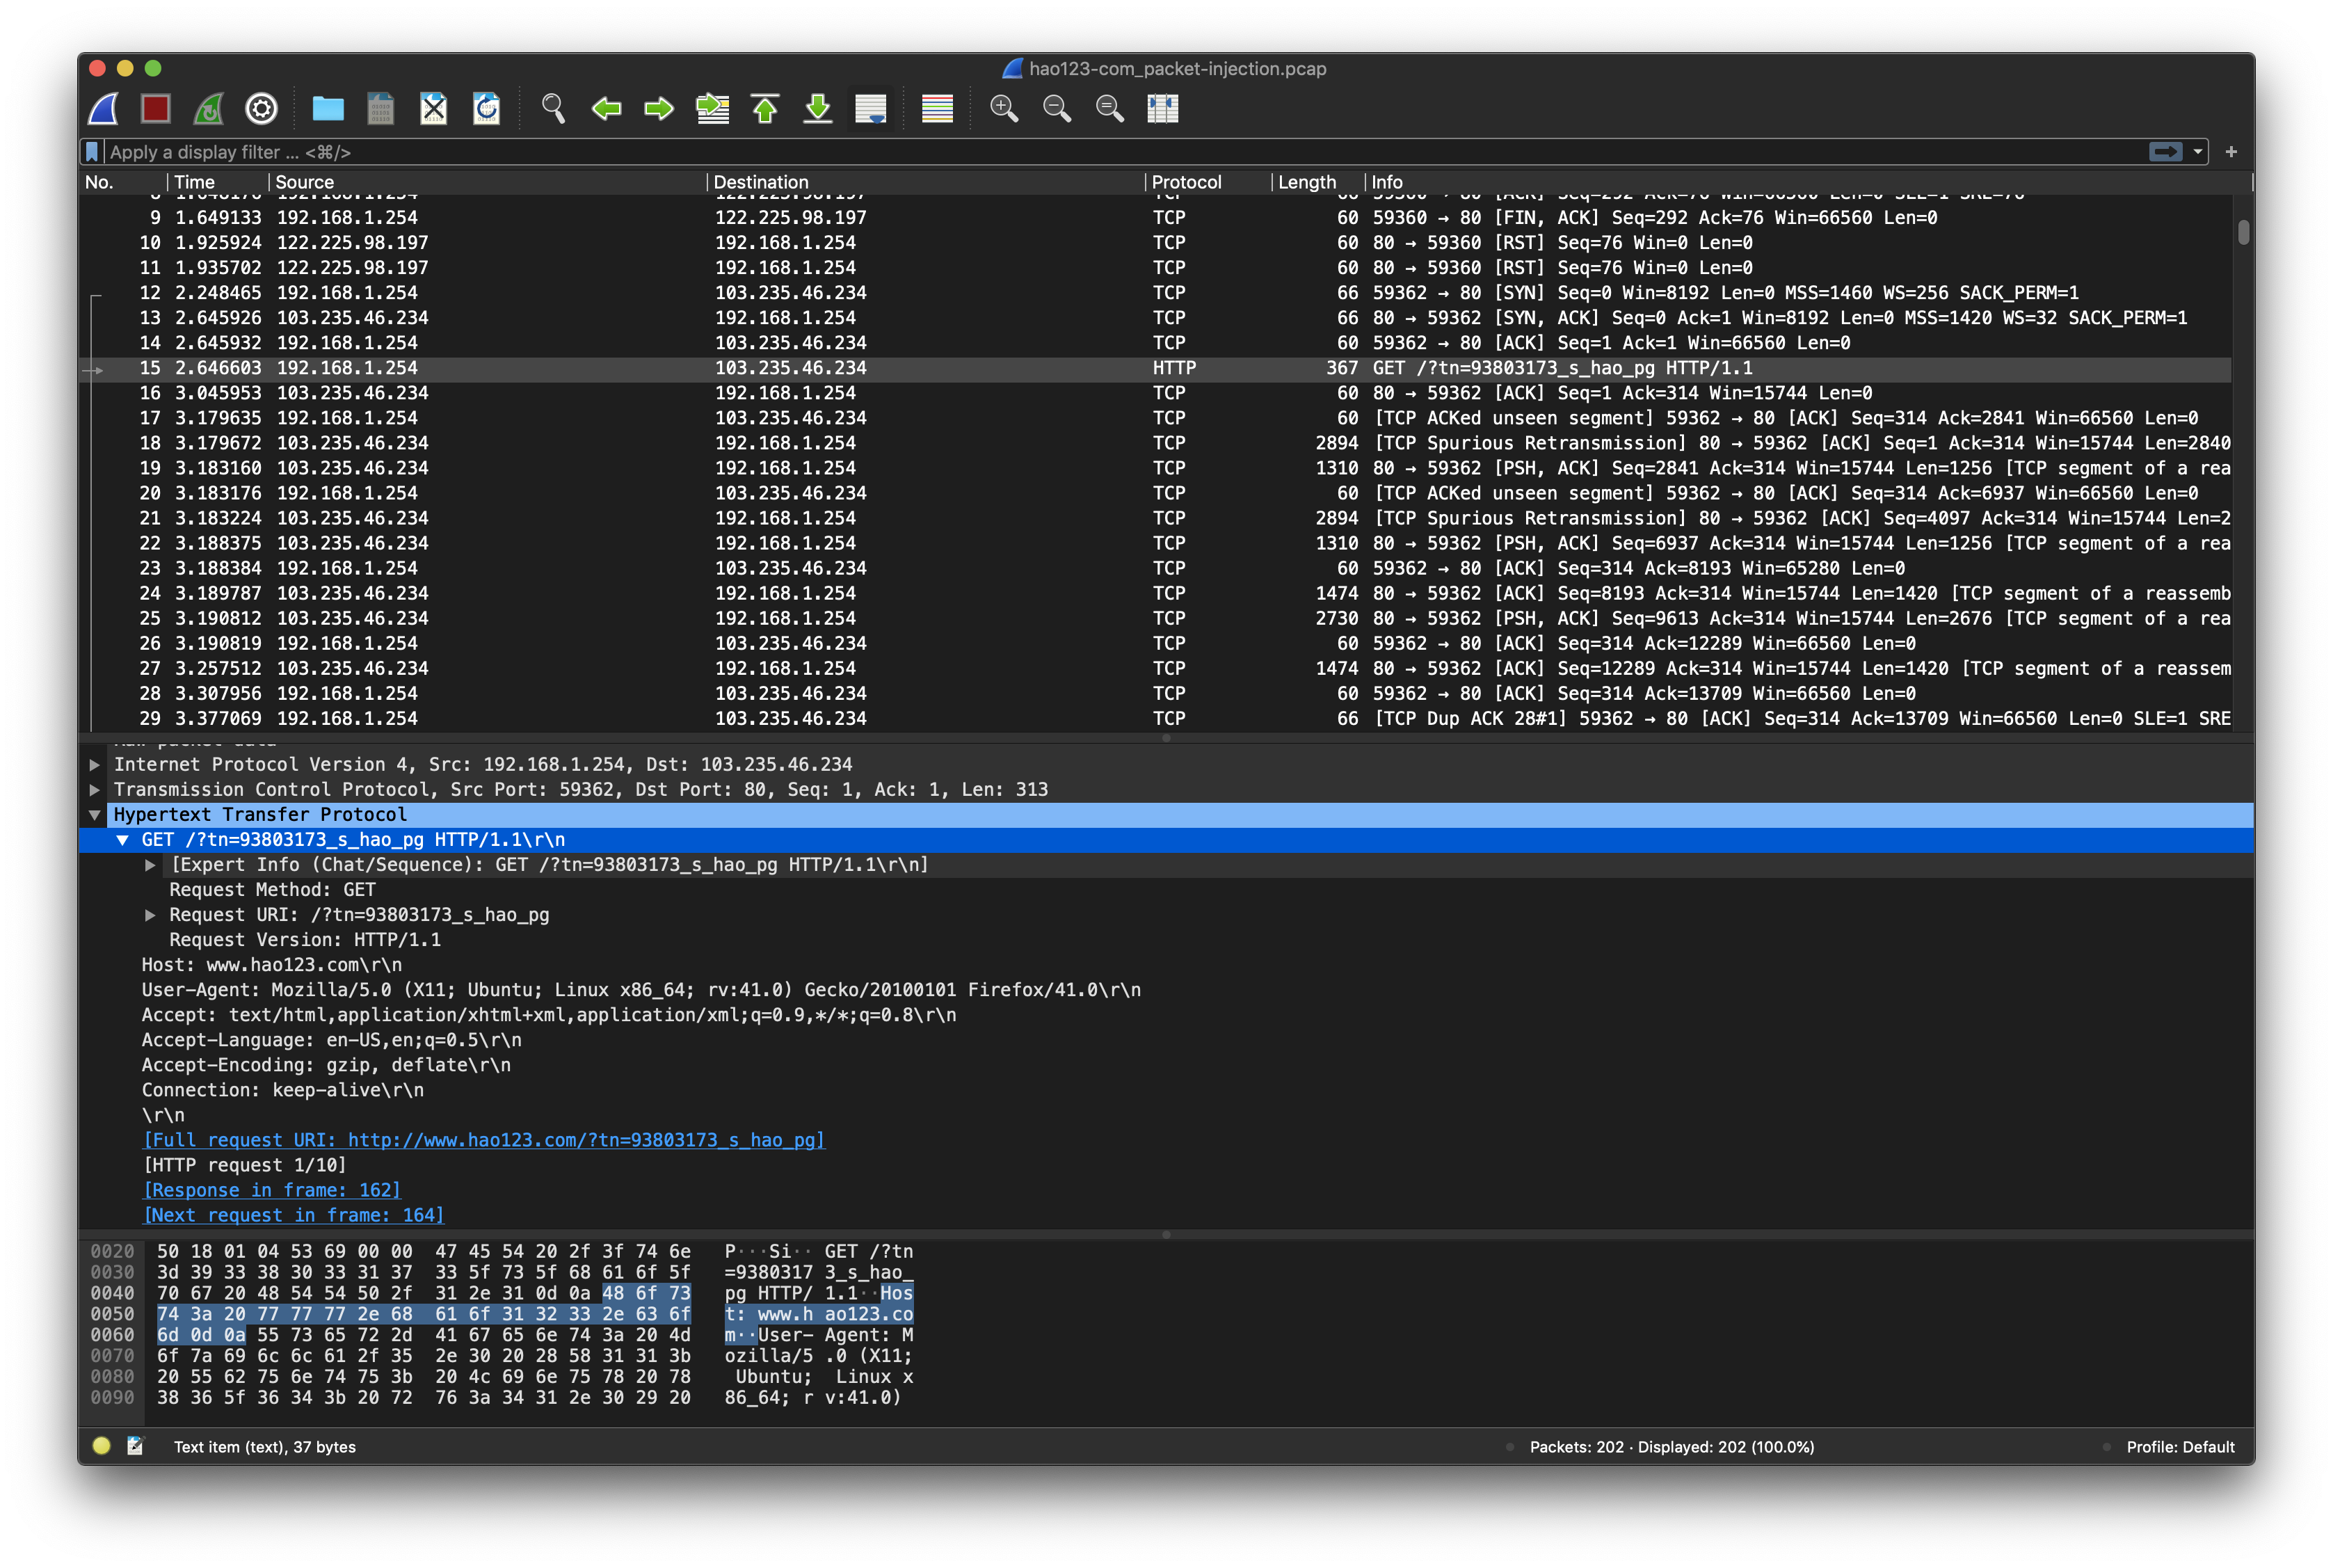 hao123-com_packet-injection.pcap
Apply a display filter ... <⌘/>
No. Time Source Destination Protocol Length Info
9 1.649133 192.168.1.254 122.225.98.197 TCP 60 59360 → 80 [FIN, ACK] Seq=292 Ack=76 Win=66560 Len=0
10 1.925924 122.225.98.197 192.168.1.254 TCP 60 80 → 59360 [RST] Seq=76 Win=0 Len=0
11 1.935702 122.225.98.197 192.168.1.254 TCP 60 80 → 59360 [RST] Seq=76 Win=0 Len=0
12 2.248465 192.168.1.254 103.235.46.234 TCP 66 59362 → 80 [SYN] Seq=0 Win=8192 Len=0 MSS=1460 WS=256 SACK_PERM=1
13 2.645926 103.235.46.234 192.168.1.254 TCP 66 80 → 59362 [SYN, ACK] Seq=0 Ack=1 Win=8192 Len=0 MSS=1420 WS=32 SACK_PERM=1
14 2.645932 192.168.1.254 103.235.46.234 TCP 60 59362 → 80 [ACK] Seq=1 Ack=1 Win=66560 Len=0
15 2.646603 192.168.1.254 103.235.46.234 HTTP 367 GET /?tn=93803173_s_hao_pg HTTP/1.1
16 3.045953 103.235.46.234 192.168.1.254 TCP 60 80 → 59362 [ACK] Seq=1 Ack=314 Win=15744 Len=0
17 3.179635 192.168.1.254 103.235.46.234 TCP 60 [TCP ACKed unseen segment] 59362 → 80 [ACK] Seq=314 Ack=2841 Win=66560 Len=0
18 3.179672 103.235.46.234 192.168.1.254 TCP 2894 [TCP Spurious Retransmission] 80 → 59362 [ACK] Seq=1 Ack=314 Win=15744 Len=2840
19 3.183160 103.235.46.234 192.168.1.254 TCP 1310 80 → 59362 [PSH, ACK] Seq=2841 Ack=314 Win=15744 Len=1256 [TCP segment of a rea
20 3.183176 192.168.1.254 103.235.46.234 TCP 60 [TCP ACKed unseen segment] 59362 → 80 [ACK] Seq=314 Ack=6937 Win=66560 Len=0
21 3.183224 103.235.46.234 192.168.1.254 TCP 2894 [TCP Spurious Retransmission] 80 → 59362 [ACK] Seq=4097 Ack=314 Win=15744 Len=2
22 3.188375 103.235.46.234 192.168.1.254 TCP 1310 80 → 59362 [PSH, ACK] Seq=6937 Ack=314 Win=15744 Len=1256 [TCP segment of a rea
23 3.188384 192.168.1.254 103.235.46.234 TCP 60 59362 → 80 [ACK] Seq=314 Ack=8193 Win=65280 Len=0
24 3.189787 103.235.46.234 192.168.1.254 TCP 1474 80 → 59362 [ACK] Seq=8193 Ack=314 Win=15744 Len=1420 [TCP segment of a reassemb
25 3.190812 103.235.46.234 192.168.1.254 TCP 2730 80 → 59362 [PSH, ACK] Seq=9613 Ack=314 Win=15744 Len=2676 [TCP segment of a rea
26 3.190819 192.168.1.254 103.235.46.234 TCP 60 59362 → 80 [ACK] Seq=314 Ack=12289 Win=66560 Len=0
27 3.257512 103.235.46.234 192.168.1.254 TCP 1474 80 → 59362 [ACK] Seq=12289 Ack=314 Win=15744 Len=1420 [TCP segment of a reassem
28 3.307956 192.168.1.254 103.235.46.234 TCP 60 59362 → 80 [ACK] Seq=314 Ack=13709 Win=66560 Len=0
29 3.377069 192.168.1.254 103.235.46.234 TCP 66 [TCP Dup ACK 28#1] 59362 → 80 [ACK] Seq=314 Ack=13709 Win=66560 Len=0 SLE=1 SRE
Internet Protocol Version 4, Src: 192.168.1.254, Dst: 103.235.46.234
Transmission Control Protocol, Src Port: 59362, Dst Port: 80, Seq: 1, Ack: 1, Len: 313
Hypertext Transfer Protocol
GET /?tn=93803173_s_hao_pg HTTP/1.1\r\n
[Expert Info (Chat/Sequence): GET /?tn=93803173_s_hao_pg HTTP/1.1\r\n]
Request Method: GET
Request URI: /?tn=93803173_s_hao_pg
Request Version: HTTP/1.1
Host: www.hao123.com\r\n
User-Agent: Mozilla/5.0 (X11; Ubuntu; Linux x86_64; rv:41.0) Gecko/20100101 Firefox/41.0\r\n
Accept: text/html,application/xhtml+xml,application/xml;q=0.9,*/*;q=0.8\r\n
Accept-Language: en-US,en;q=0.5\r\n
Accept-Encoding: gzip, deflate\r\n
Connection: keep-alive\r\n
\r\n
[Full request URI: http://www.hao123.com/?tn=93803173_s_hao_pg]
[HTTP request 1/10]
[Response in frame: 162]
[Next request in frame: 164]
0020 50 18 01 04 53 69 00 00 47 45 54 20 2f 3f 74 6e P···Si·· GET /?tn
0030 3d 39 33 38 30 33 31 37 33 5f 73 5f 68 61 6f 5f =9380317 3_s_hao_
0040 70 67 20 48 54 54 50 2f 31 2e 31 0d 0a 48 6f 73 pg HTTP/ 1.1··Hos
0050 74 3a 20 77 77 77 2e 68 61 6f 31 32 33 2e 63 6f t: www.h ao123.co
0060 6d 0d 0a 55 73 65 72 2d 41 67 65 6e 74 3a 20 4d m··User- Agent: M
0070 6f 7a 69 6c 6c 61 2f 35 2e 30 20 28 58 31 31 3b ozilla/5 .0 (X11;
0080 20 55 62 75 6e 74 75 3b 20 4c 69 6e 75 78 20 78 Ubuntu; Linux x
0090 38 36 5f 36 34 3b 20 72 76 3a 34 31 2e 30 29 20 86_64; r v:41.0)
Text item (text), 37 bytes Packets: 202 · Displayed: 202 (100.0%) Profile: Default